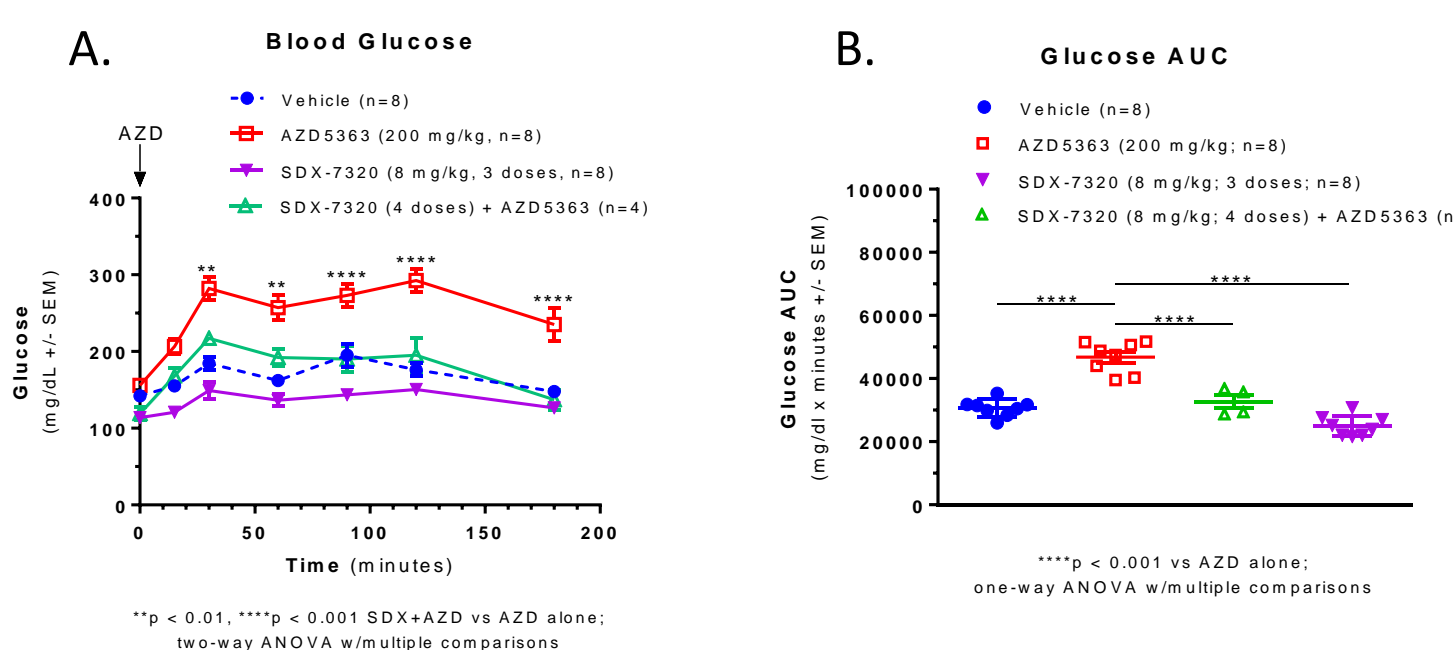 A.
Blood Glucose
Vehicle (n=8)
AZD5363 (200 mg/kg, n=8)
SDX-7320 (8 mg/kg, 3 doses, n=8)
SDX-7320 (4 doses) + AZD5363 (n=4)
AZD
Glucose
(mg/dL +/- SEM)
400
300
200
100
0
**
**
****
****
****
0
50
100
150
200
Time (minutes)
**p < 0.01, ****p < 0.001 SDX+AZD vs AZD alone;
two-way ANOVA w/multiple comparisons
B.
Glucose AUC
Vehicle (n=8)
AZD5363 (200 mg/kg; n=8)
SDX-7320 (8 mg/kg; 3 doses; n=8)
SDX-7320 (8 mg/kg; 4 doses) + AZD5363 (n
Glucose AUC
(mg/dl x minutes +/- SEM)
100000
80000
60000
40000
20000
0
****
****
****
****p < 0.001 vs AZD alone;
one-way ANOVA w/multiple comparisons